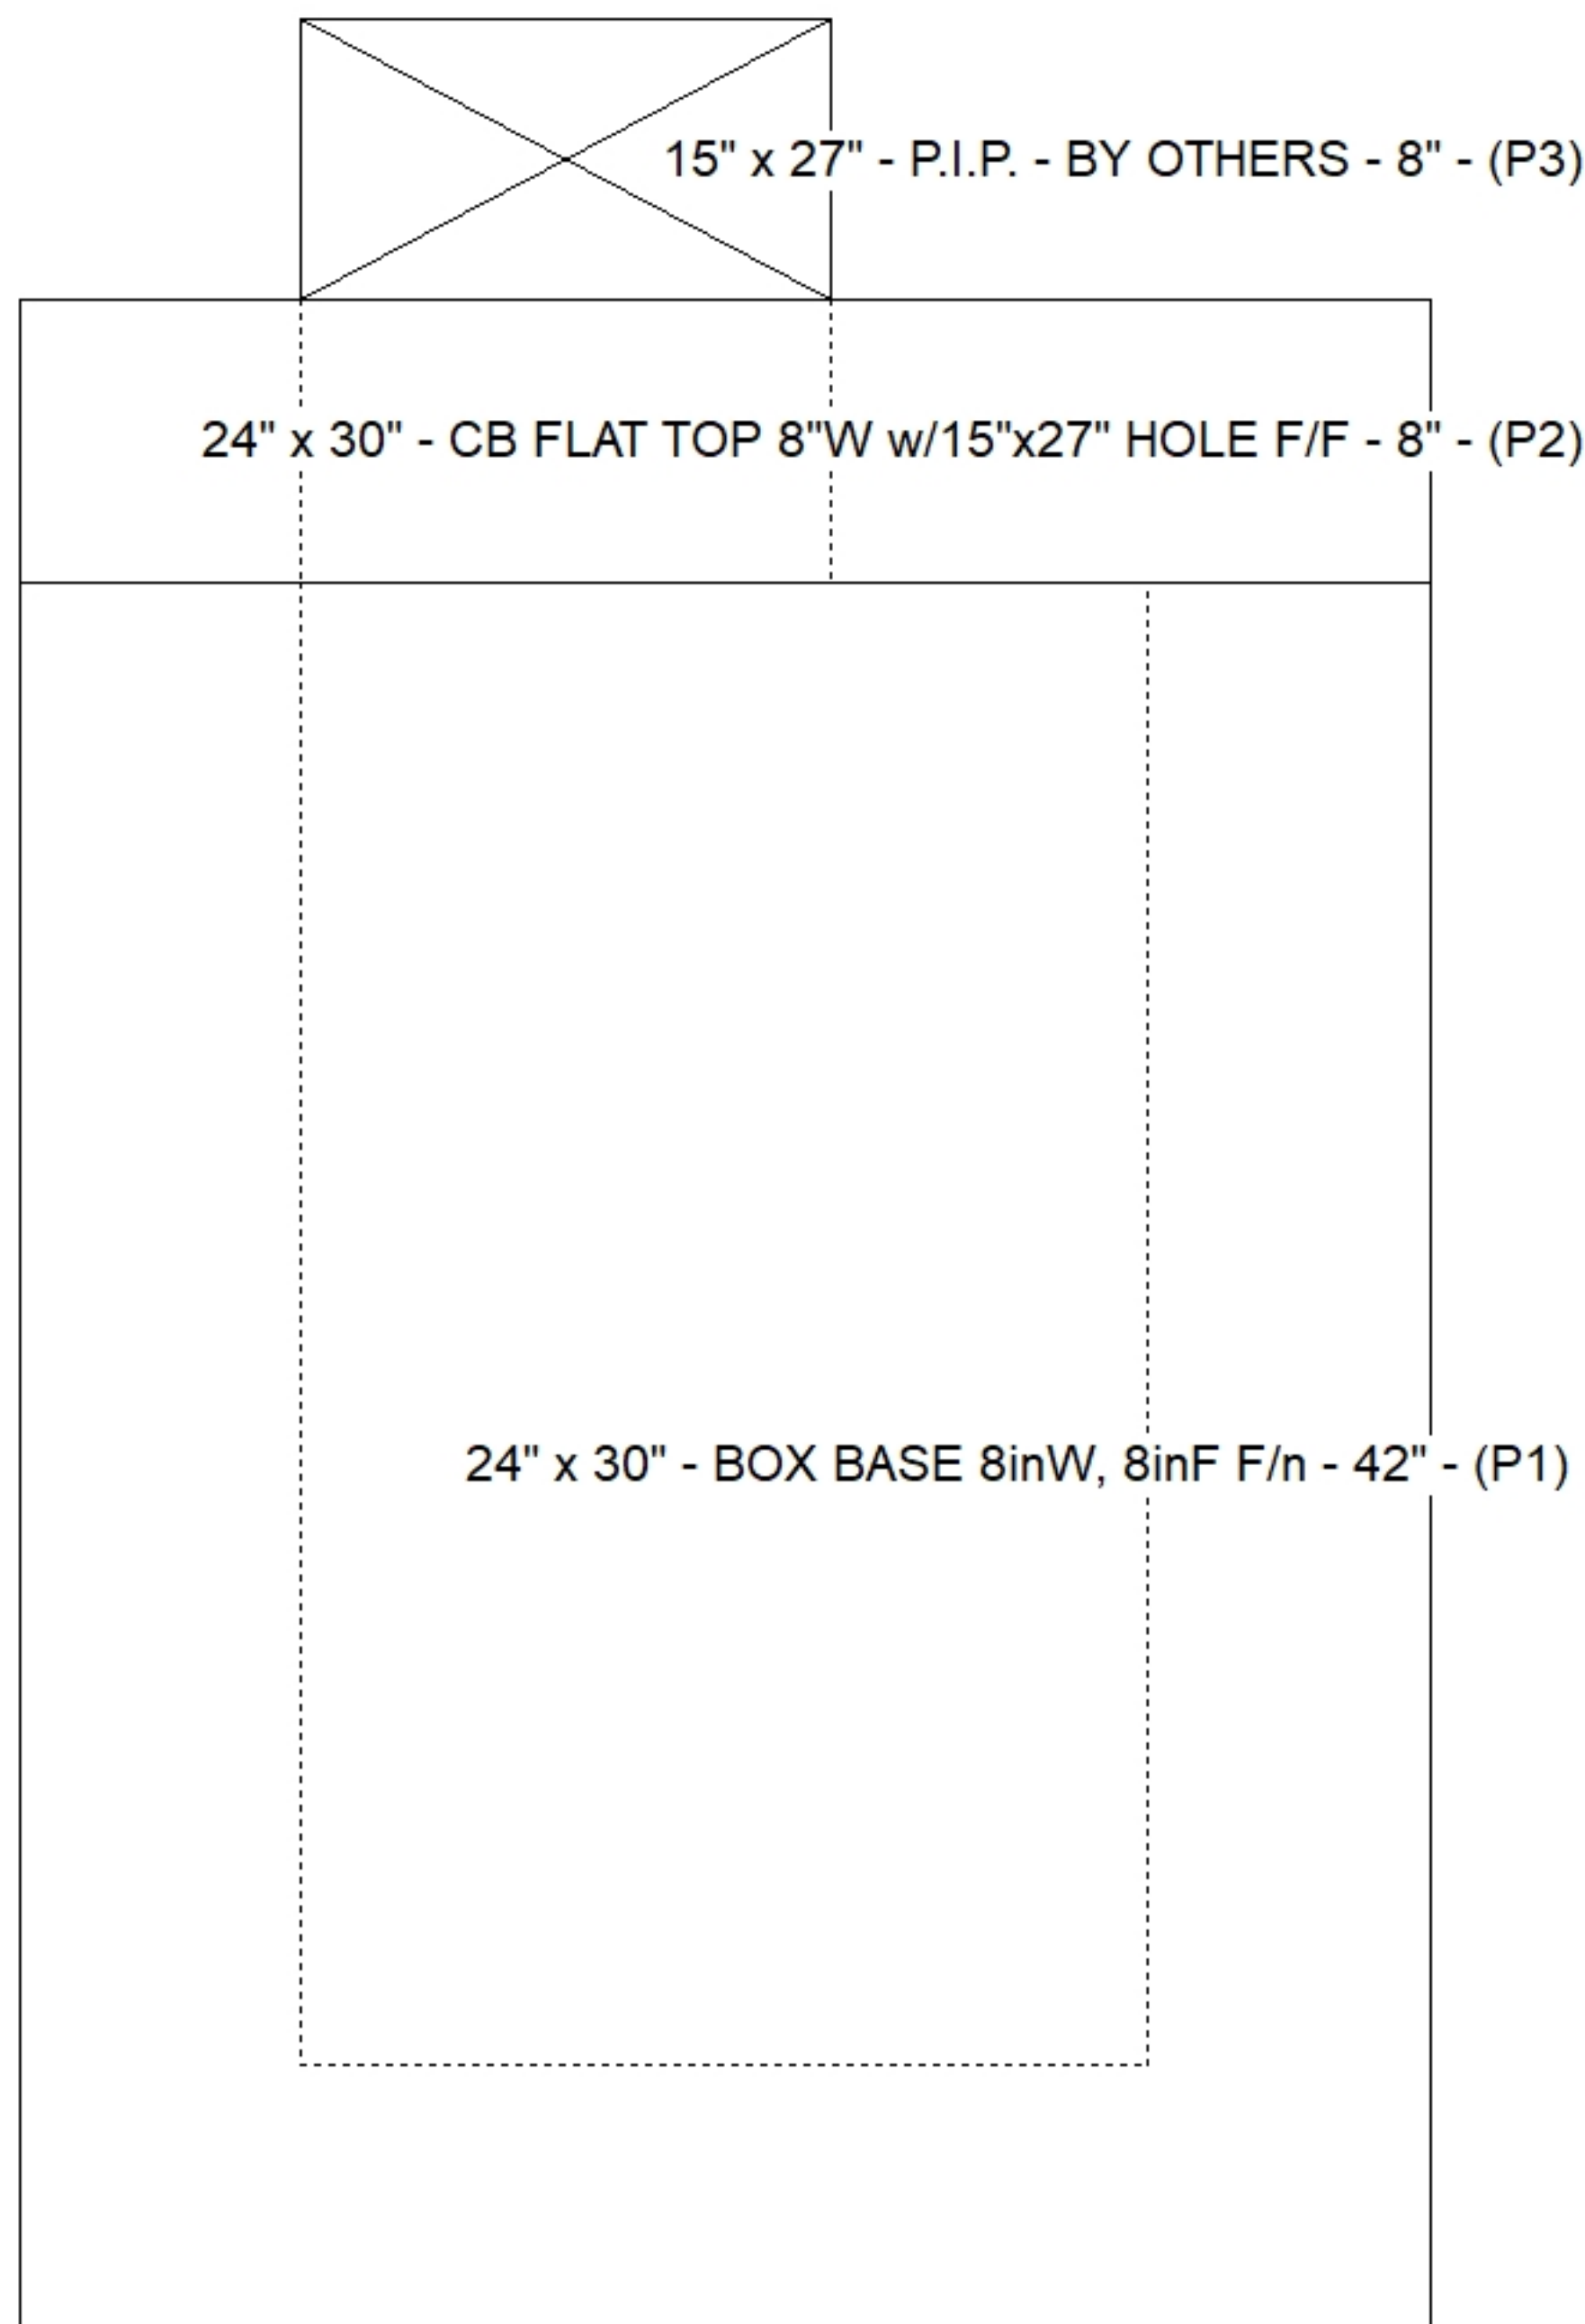 15" x 27" - P.I.P. - BY OTHERS - 8" - (P3)
24" x 30" - CB FLAT TOP 8"W w/15"x27" HOLE F/F - 8" - (P2)
24" x 30" - BOX BASE 8inW, 8inF F/n - 42" - (P1)